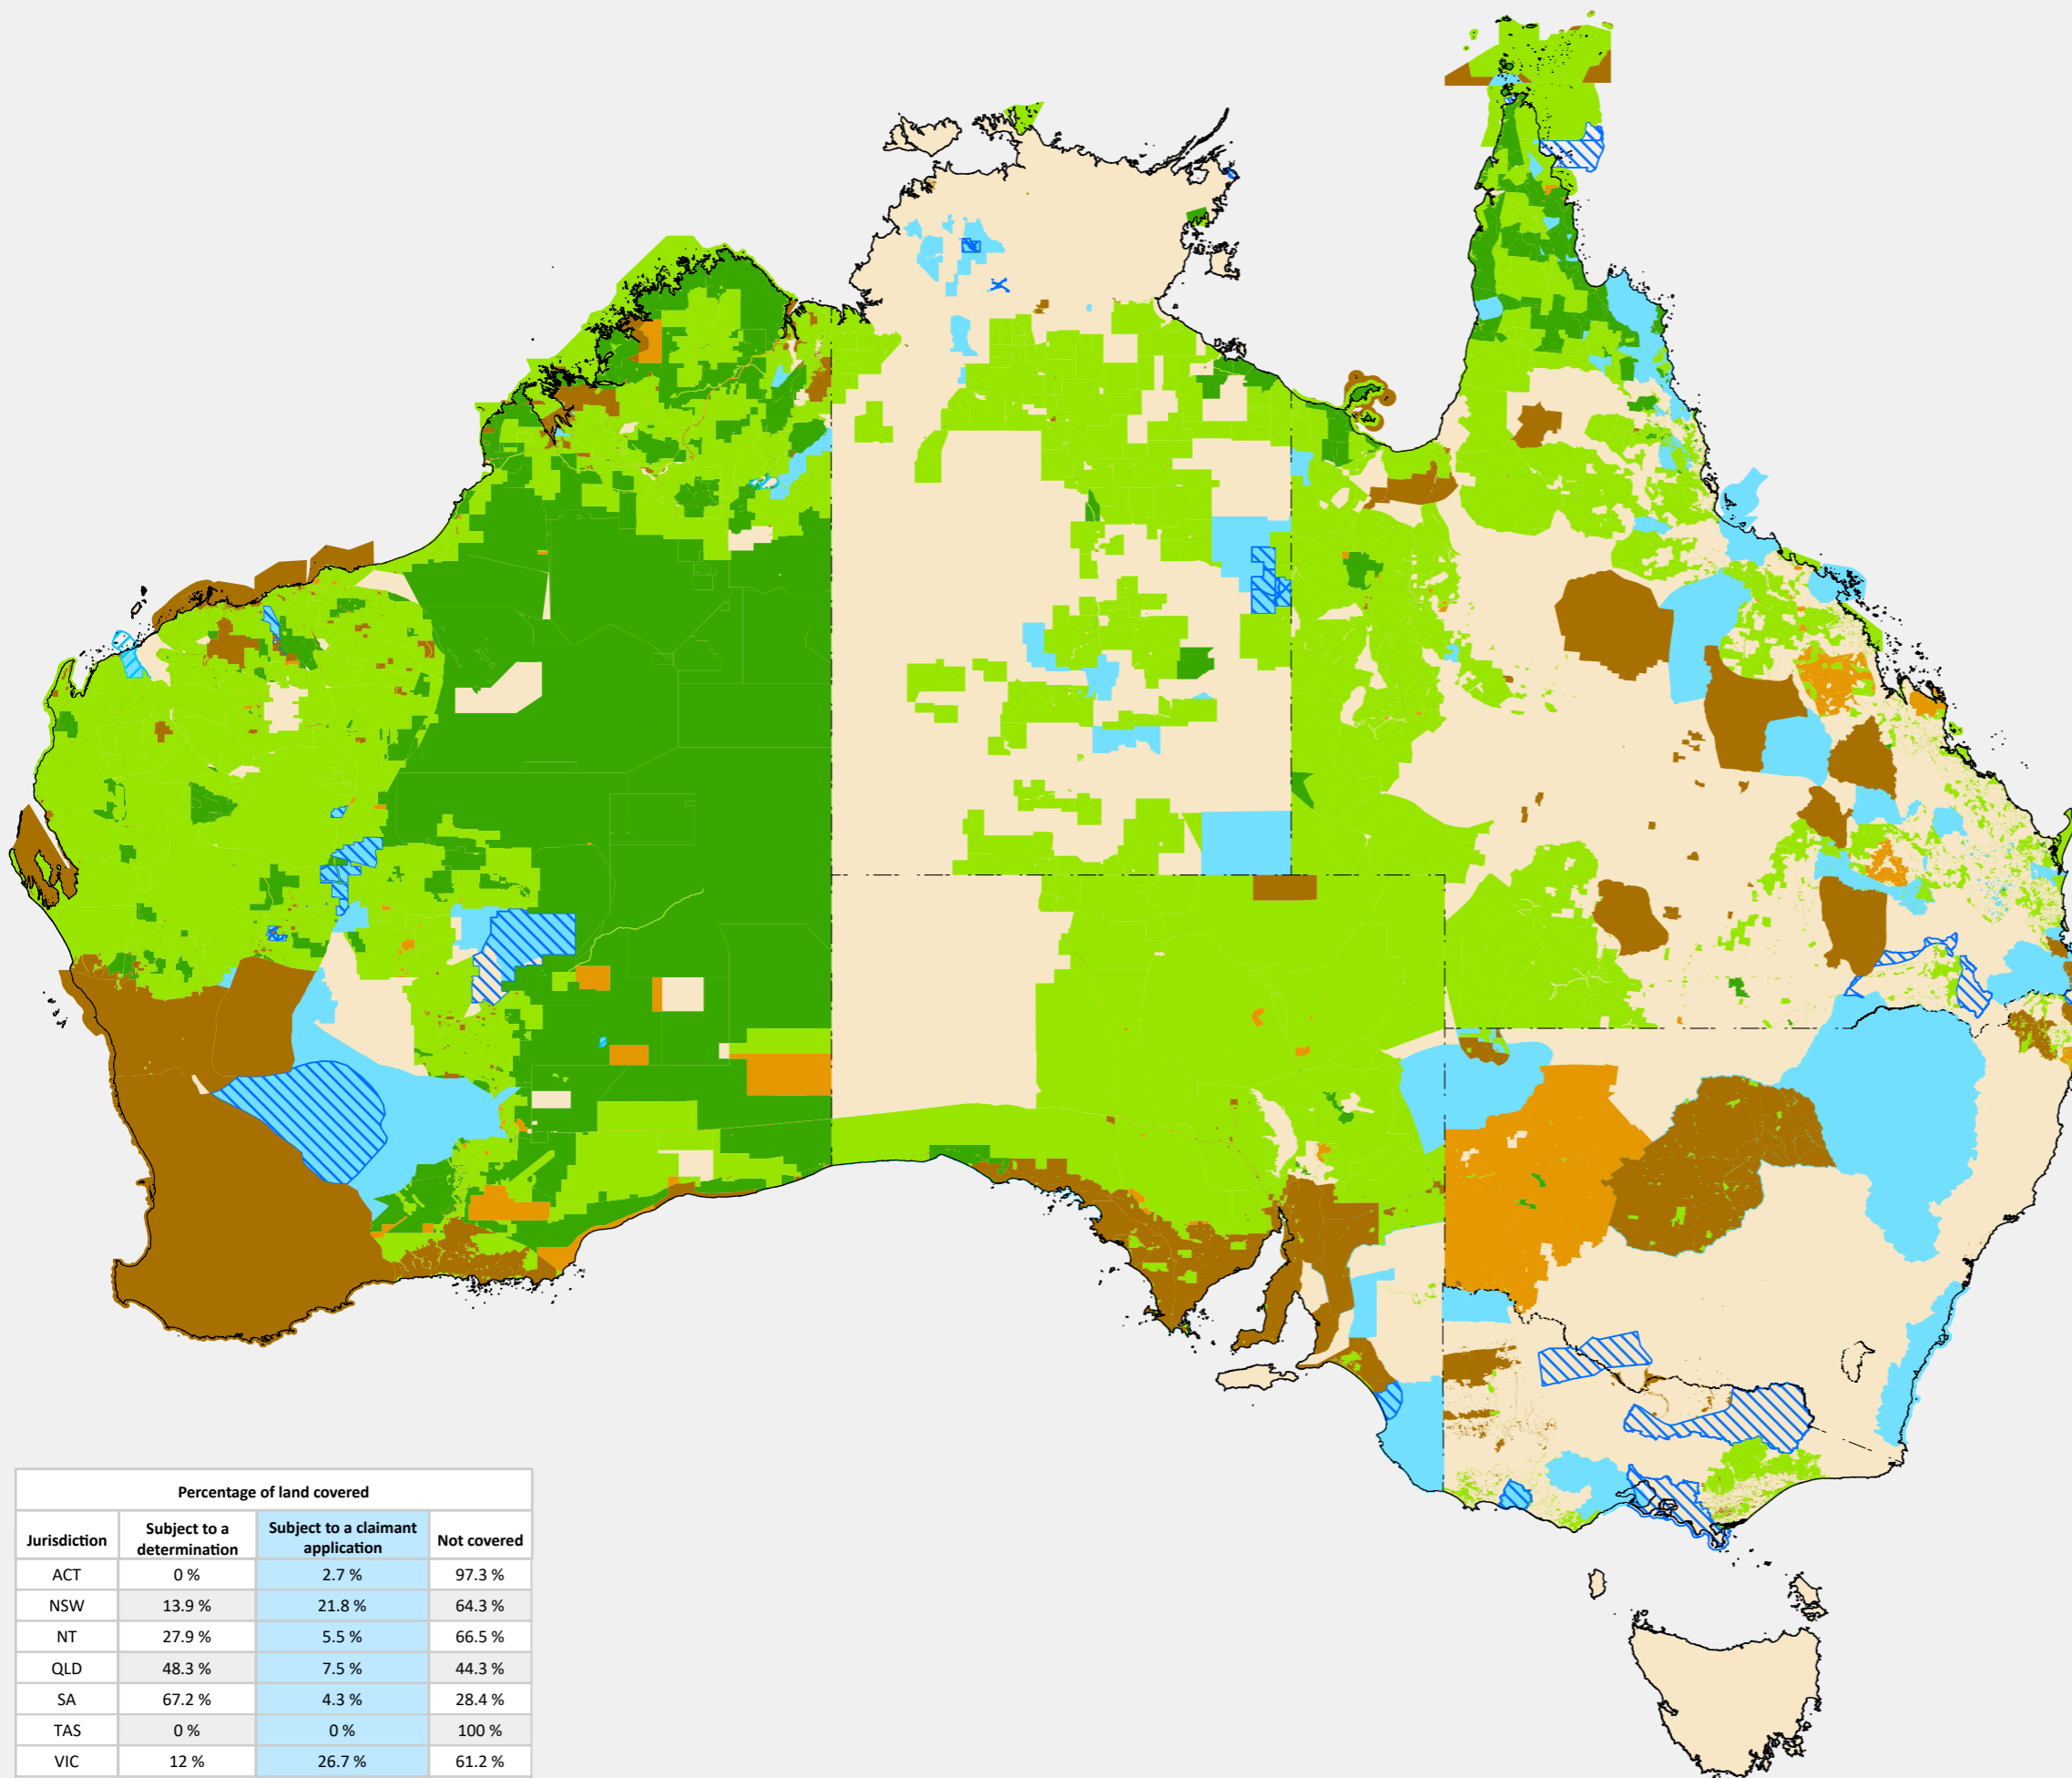 Percentage of land covered
Jurisdiction Subject to a determination Subject to a claimant application Not covered
ACT 0 % 2.7 % 97.3 %
NSW 13.9 % 21.8 % 64.3 %
NT 27.9 % 5.5 % 66.5 %
QLD 48.3 % 7.5 % 44.3 %
SA 67.2 % 4.3 % 28.4 %
TAS 0 % 0 % 100 %
VIC 12 % 26.7 % 61.2 %